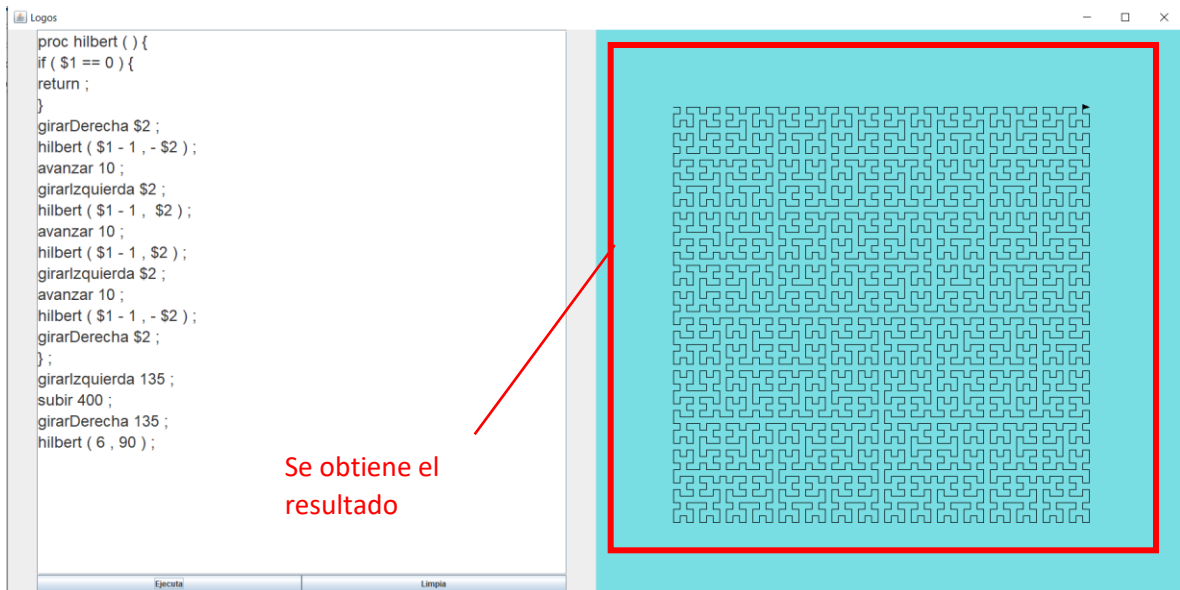 Logos
proc hilbert ( ) {
if ( $1 == 0 ) {
return ;
}
girarDerecha $2 ;
hilbert ( $1 - 1 , - $2 ) ;
avanzar 10 ;
girarIzquierda $2 ;
hilbert ( $1 - 1 ,  $2 ) ;
avanzar 10 ;
hilbert ( $1 - 1 , $2 ) ;
girarIzquierda $2 ;
avanzar 10 ;
hilbert ( $1 - 1 , - $2 ) ;
girarDerecha $2 ;
} ;
girarIzquierda 135 ;
subir 400 ;
girarDerecha 135 ;
hilbert ( 6 , 90 ) ;
Se obtiene el
resultado
Ejecuta
Limpia